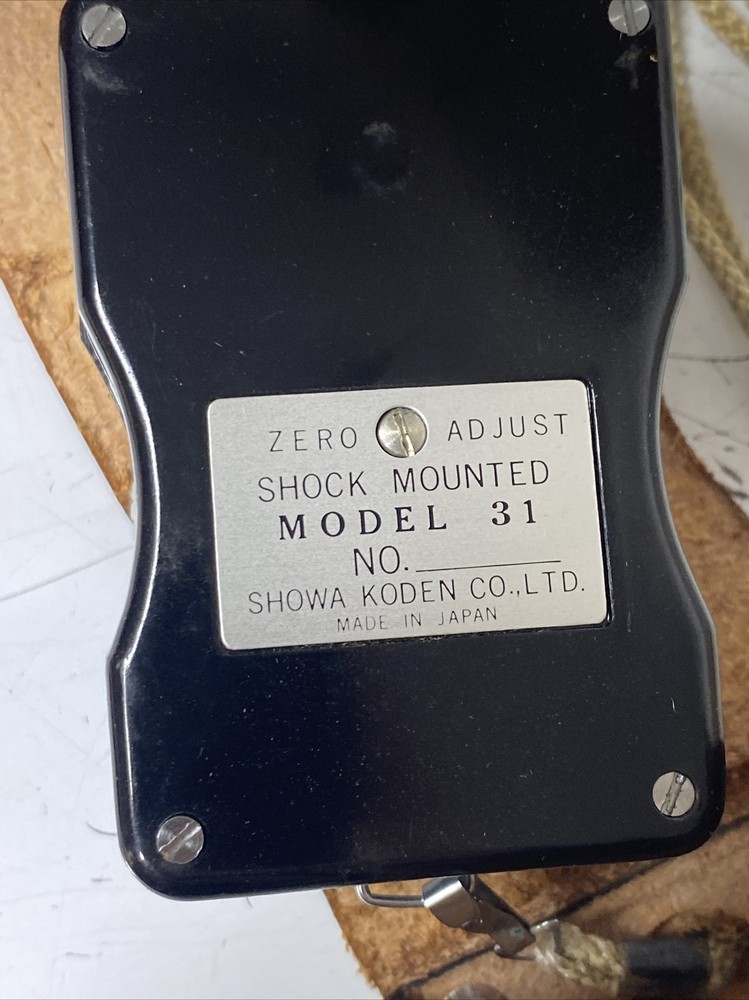 ZERO ADJUST
SHOCK MOUNTED
MODEL 31
NO.
SHOWA KODEN CO.,LTD.
MADE IN JAPAN